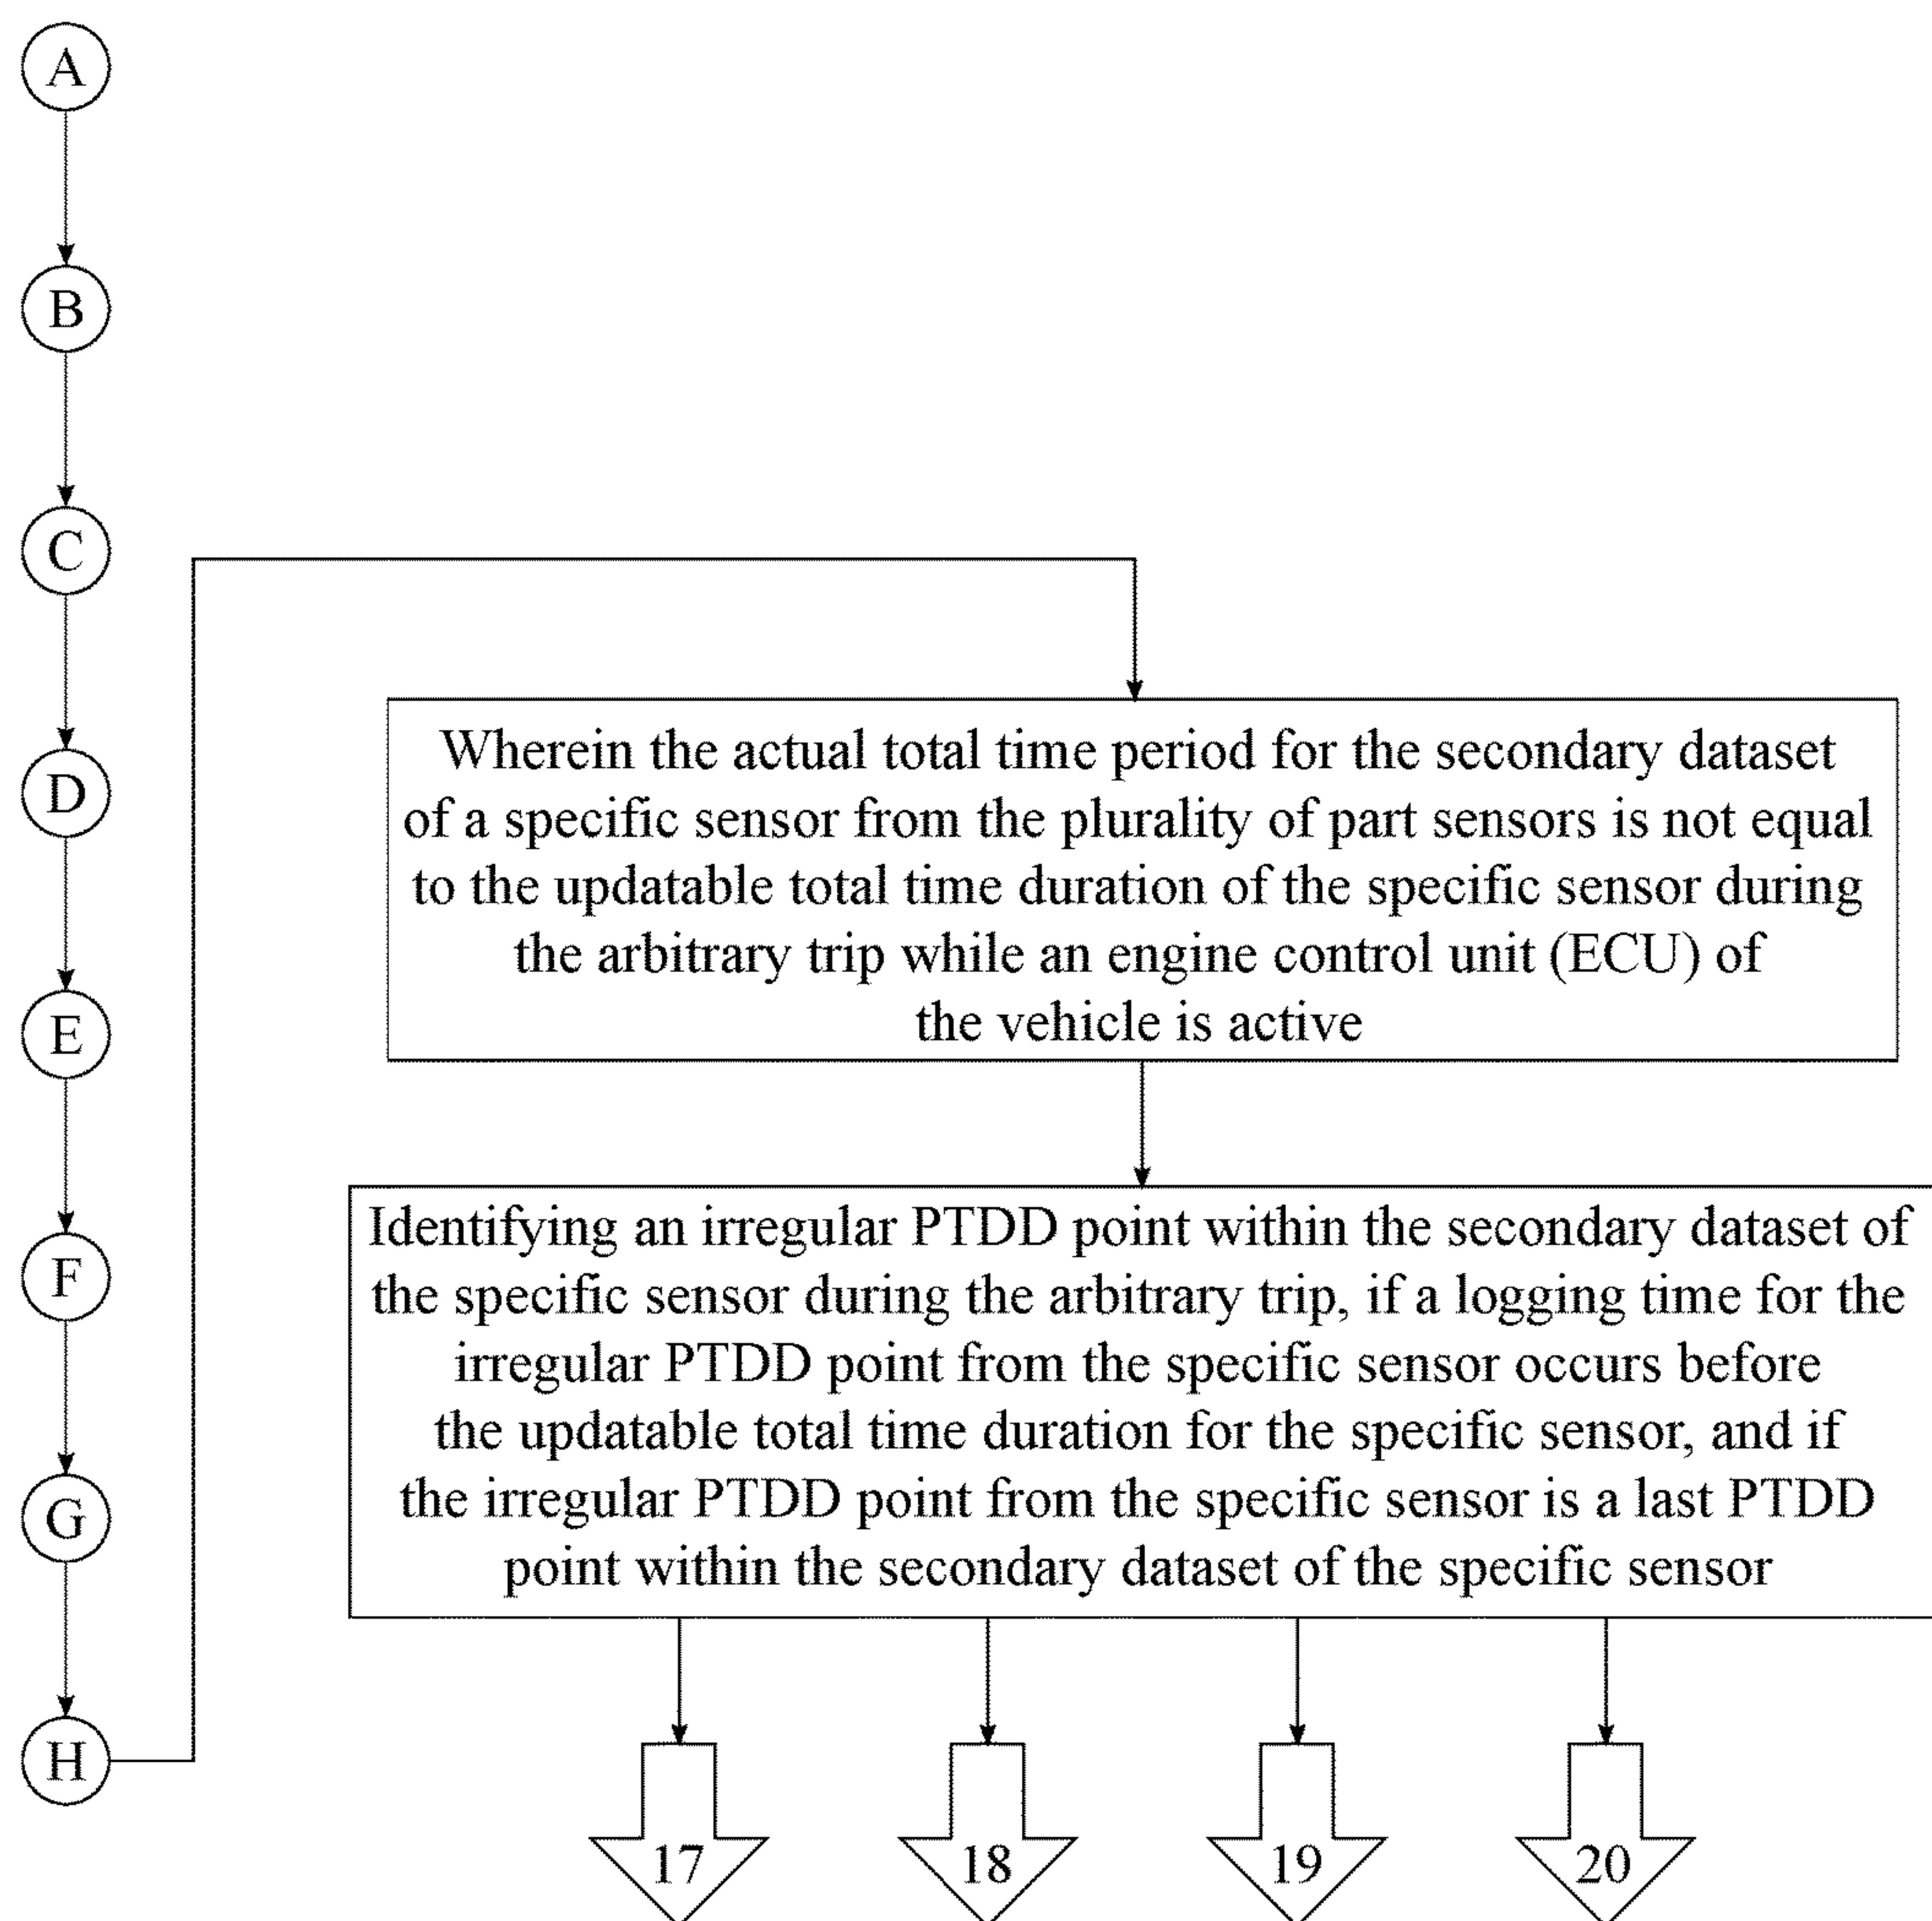 A
B
C
D
E
F
G
H
Wherein the actual total time period for the secondary dataset
of a specific sensor from the plurality of part sensors is not equal
to the updatable total time duration of the specific sensor during
the arbitrary trip while an engine control unit (ECU) of
the vehicle is active
Identifying an irregular PTDD point within the secondary dataset of
the specific sensor during the arbitrary trip, if a logging time for the
irregular PTDD point from the specific sensor occurs before
the updatable total time duration for the specific sensor, and if
the irregular PTDD point from the specific sensor is a last PTDD
point within the secondary dataset of the specific sensor
17
18
19
20